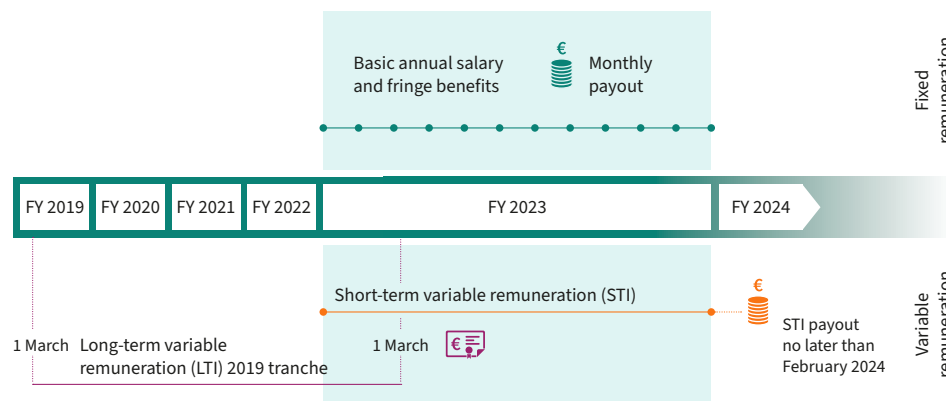 Basic annual salary
and fringe benefits
€
Monthly
payout
Fixed
remuneration
FY 2019
FY 2020
FY 2021
FY 2022
FY 2023
FY 2024
Short-term variable remuneration (STI)
€
STI payout
no later than
February 2024
1 March
Long-term variable
remuneration (LTI) 2019 tranche
1 March
€
Variable
remuneration